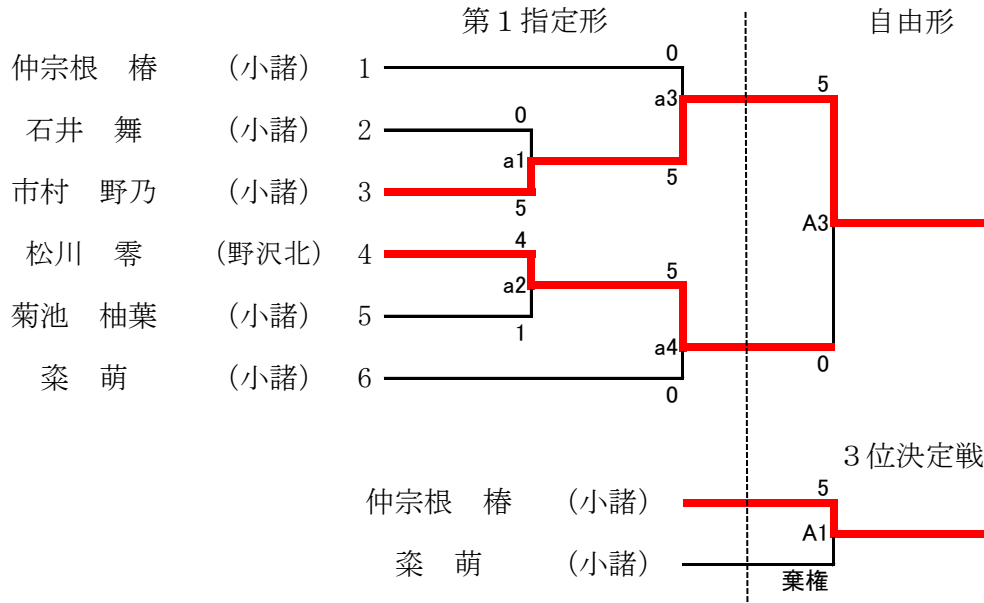 第１指定形 自由形
仲宗根 椿 （小諸） 1 0
5
a3
石井 舞 （小諸） 2 0
a1
5
市村 野乃 （小諸） 3
5
A3
松川 零 （野沢北） 4 4
5
a2
菊池 柚葉 （小諸） 5
1
a4
0
粢 萌 （小諸） 6
0
３位決定戦
仲宗根 椿 （小諸） 5
A1
粢 萌 （小諸）
棄権